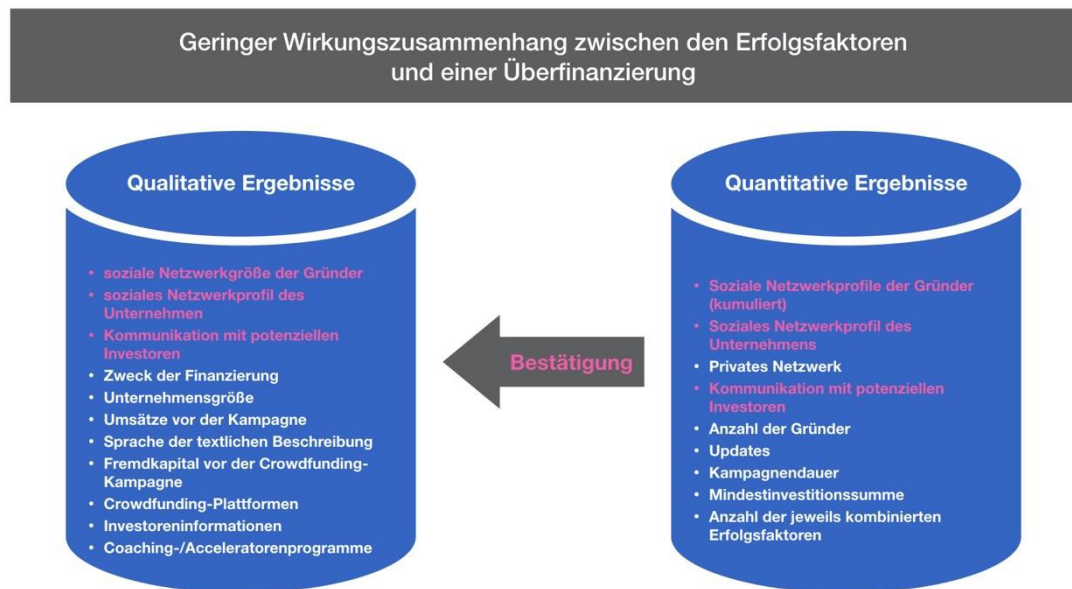 Geringer Wirkungszusammenhang zwischen den Erfolgsfaktoren
und einer Überfinanzierung
Qualitative Ergebnisse
• soziale Netzwerkgröße der Gründer
• soziales Netzwerkprofil des
Unternehmen
• Kommunikation mit potenziellen
Investoren
• Zweck der Finanzierung
• Unternehmensgröße
• Umsätze vor der Kampagne
• Sprache der textlichen Beschreibung
• Fremdkapital vor der Crowdfunding-
Kampagne
• Crowdfunding-Plattformen
• Investoreninformationen
• Coaching-/Acceleratorenprogramme
Bestätigung
Quantitative Ergebnisse
• Soziale Netzwerkprofile der Gründer
(kumuliert)
• Soziales Netzwerkprofil des
Unternehmens
• Privates Netzwerk
• Kommunikation mit potenziellen
Investoren
• Anzahl der Gründer
• Updates
• Kampagnendauer
• Mindestinvestitionssumme
• Anzahl der jeweils kombinierten
Erfolgsfaktoren